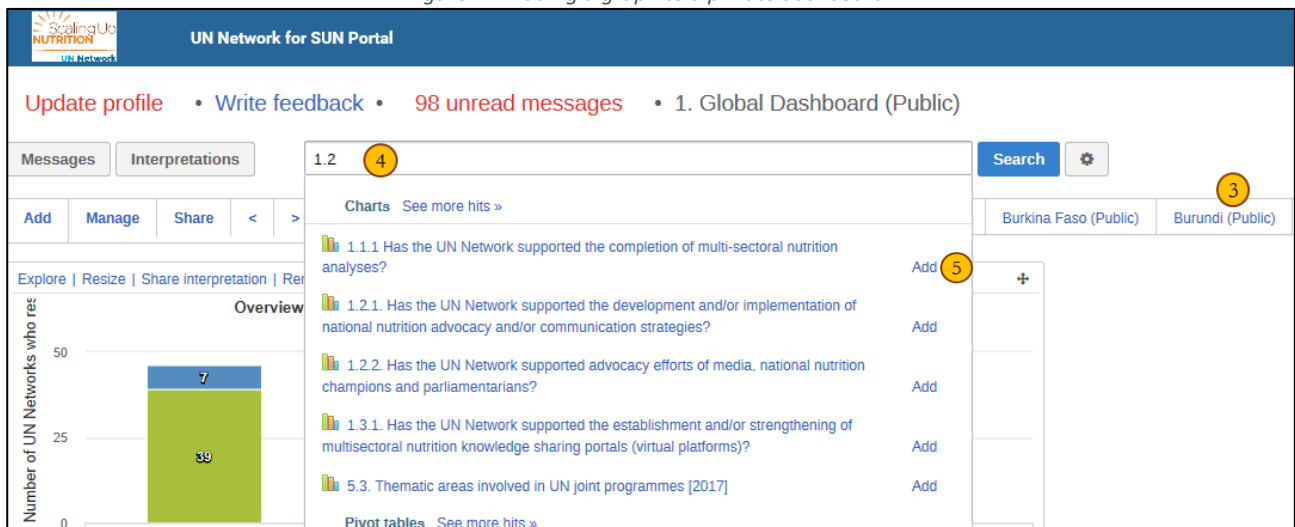 Scaling Up
NUTRITION
UN Network
UN Network for SUN Portal
Update profile • Write feedback • 98 unread messages • 1. Global Dashboard (Public)
Messages Interpretations 1.2 4 Search
3
Add Manage Share < > Charts See more hits » Burkina Faso (Public) Burundi (Public)
1.1.1 Has the UN Network supported the completion of multi-sectoral nutrition
analyses? Add 5
Explore | Resize | Share interpretation |
Overview
1.2.1. Has the UN Network supported the development and/or implementation of
national nutrition advocacy and/or communication strategies? Add
1.2.2. Has the UN Network supported advocacy efforts of media, national nutrition
champions and parliamentarians? Add
1.3.1. Has the UN Network supported the establishment and/or strengthening of
multisectoral nutrition knowledge sharing portals (virtual platforms)? Add
5.3. Thematic areas involved in UN joint programmes [2017] Add
Pivot tables See more hits »
Number of UN Networks who
50
25
0
7
39